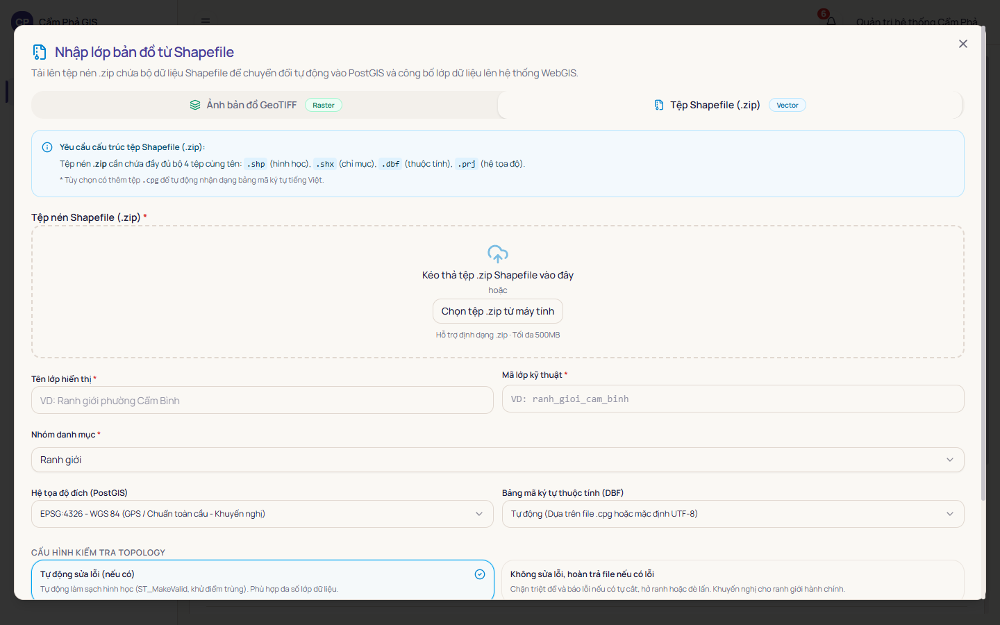 CP Cẩm Phả GIS
6
Quản trị hệ thống Cẩm Phả
Nhập lớp bản đồ từ Shapefile
Tải lên tệp nén .zip chứa bộ dữ liệu Shapefile để chuyển đổi tự động vào PostGIS và công bố lớp dữ liệu lên hệ thống WebGIS.
Ảnh bản đồ GeoTIFF Raster
Tệp Shapefile (.zip) Vector
Yêu cầu cấu trúc tệp Shapefile (.zip):
Tệp nén .zip cần chứa đầy đủ bộ 4 tệp cùng tên: .shp (hình học), .shx (chỉ mục), .dbf (thuộc tính), .prj (hệ tọa độ).
* Tùy chọn có thêm tệp .cpg để tự động nhận dạng bảng mã ký tự tiếng Việt.
Tệp nén Shapefile (.zip) *
Kéo thả tệp .zip Shapefile vào đây
hoặc
Chọn tệp .zip từ máy tính
Hỗ trợ định dạng .zip · Tối đa 500MB
Tên lớp hiển thị *
VD: Ranh giới phường Cẩm Bình
Mã lớp kỹ thuật *
VD: ranh_gioi_cam_binh
Nhóm danh mục *
Ranh giới
Hệ tọa độ đích (PostGIS)
EPSG:4326 - WGS 84 (GPS / Chuẩn toàn cầu - Khuyến nghị)
Bảng mã ký tự thuộc tính (DBF)
Tự động (Dựa trên file .cpg hoặc mặc định UTF-8)
CẤU HÌNH KIỂM TRA TOPOLOGY
Tự động sửa lỗi (nếu có)
Tự động làm sạch hình học (ST_MakeValid, khử điểm trùng). Phù hợp đa số lớp dữ liệu.
Không sửa lỗi, hoàn trả file nếu có lỗi
Chặn triệt để và báo lỗi nếu có tự cắt, hở ranh hoặc đè lấn. Khuyến nghị cho ranh giới hành chính.